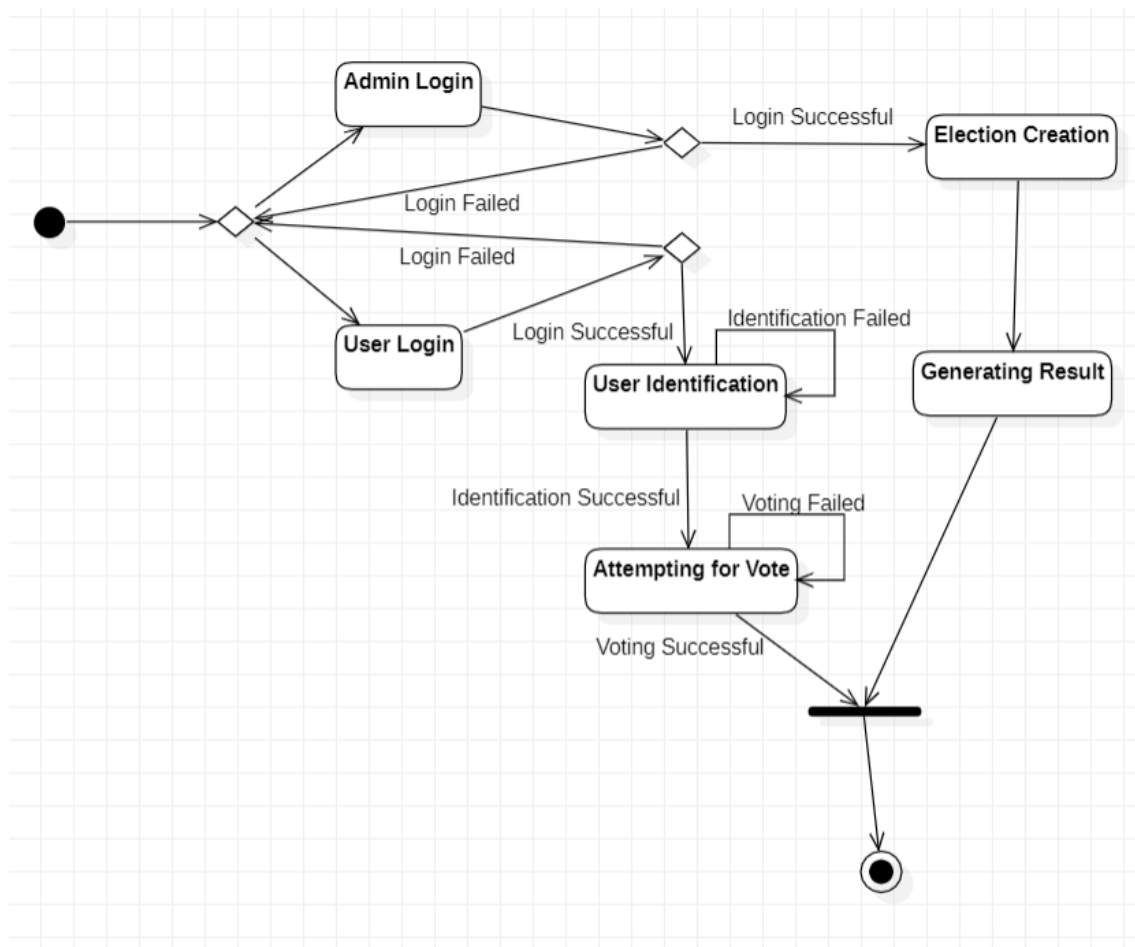 Admin Login
Login Successful
Election Creation
Login Failed
Login Failed
User Login
Login Successful
Identification Failed
User Identification
Generating Result
Identification Successful
Voting Failed
Attempting for Vote
Voting Successful